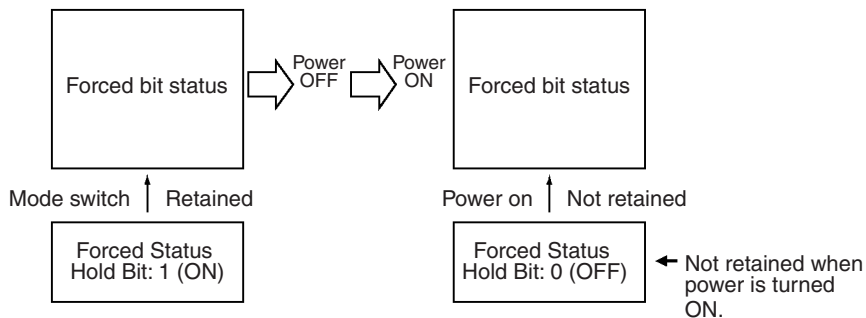 Forced bit status
Power
OFF
Power
ON
Forced bit status
Mode switch
Retained
Power on
Not retained
Forced Status
Hold Bit: 1 (ON)
Forced Status
Hold Bit: 0 (OFF)
Not retained when
power is turned
ON.